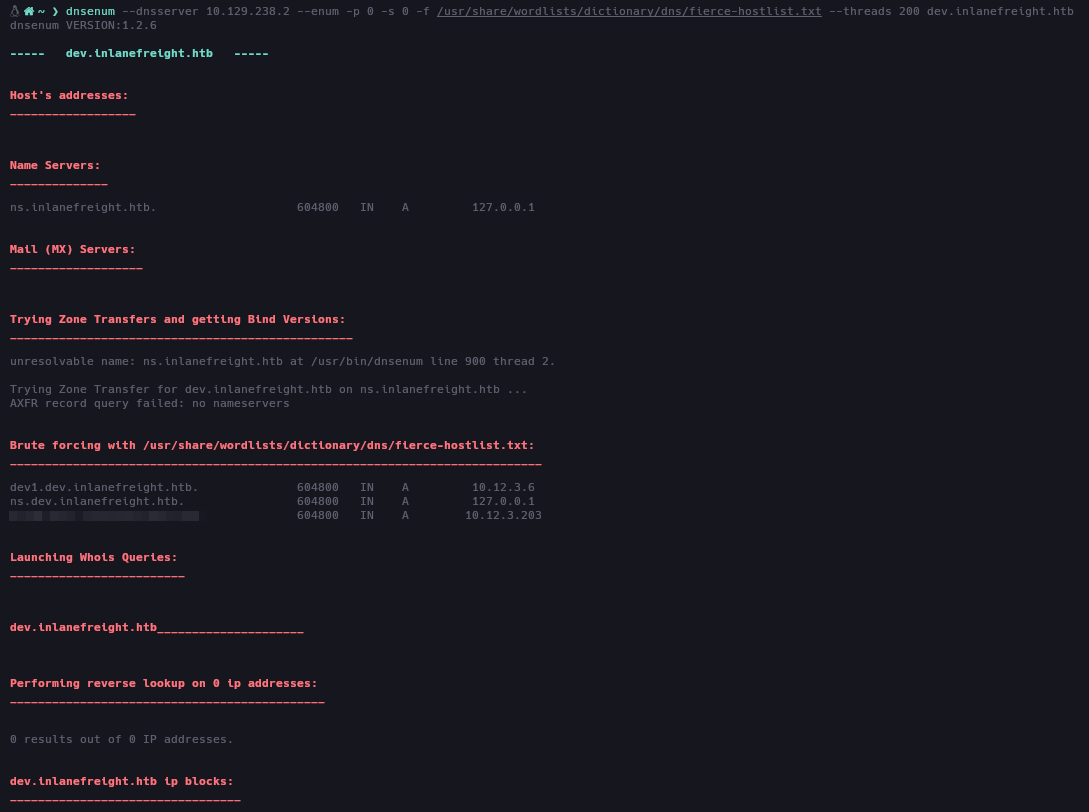 ~ ❯ dnsenum --dnsserver 10.129.238.2 --enum -p 0 -s 0 -f /usr/share/wordlists/dictionary/dns/fierce-hostlist.txt --threads 200 dev.inlanefreight.htb
dnsenum VERSION:1.2.6
----- dev.inlanefreight.htb -----
Host's addresses:
__________________
Name Servers:
______________
ns.inlanefreight.htb. 604800 IN A 127.0.0.1
Mail (MX) Servers:
___________________
Trying Zone Transfers and getting Bind Versions:
_________________________________________________
unresolvable name: ns.inlanefreight.htb at /usr/bin/dnsenum line 900 thread 2.
Trying Zone Transfer for dev.inlanefreight.htb on ns.inlanefreight.htb ...
AXFR record query failed: no nameservers
Brute forcing with /usr/share/wordlists/dictionary/dns/fierce-hostlist.txt:
____________________________________________________________________________
dev1.dev.inlanefreight.htb. 604800 IN A 10.12.3.6
ns.dev.inlanefreight.htb. 604800 IN A 127.0.0.1
604800 IN A 10.12.3.203
Launching Whois Queries:
_________________________
dev.inlanefreight.htb_____________________
Performing reverse lookup on 0 ip addresses:
_____________________________________________
0 results out of 0 IP addresses.
dev.inlanefreight.htb ip blocks:
_________________________________